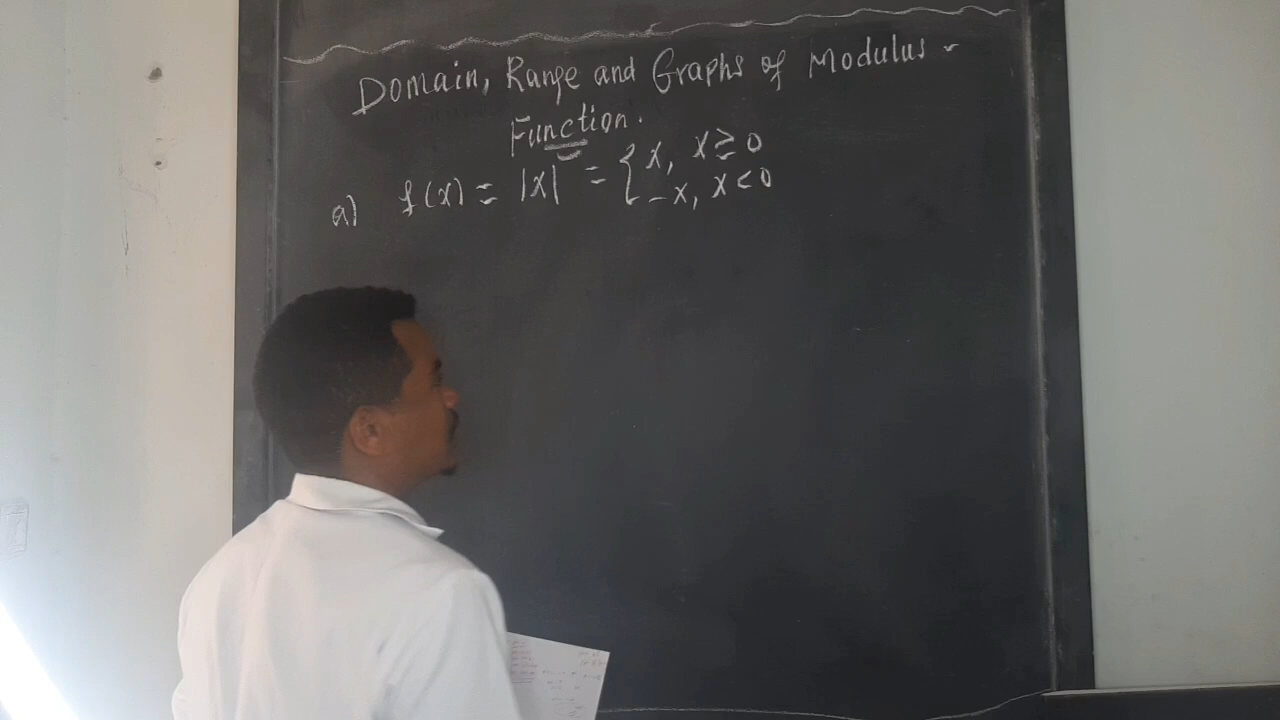 Domain, Range and Graphs of Modulus -
Function.
a) f(x) = |x| = { x, x ≥ 0
-x, x < 0